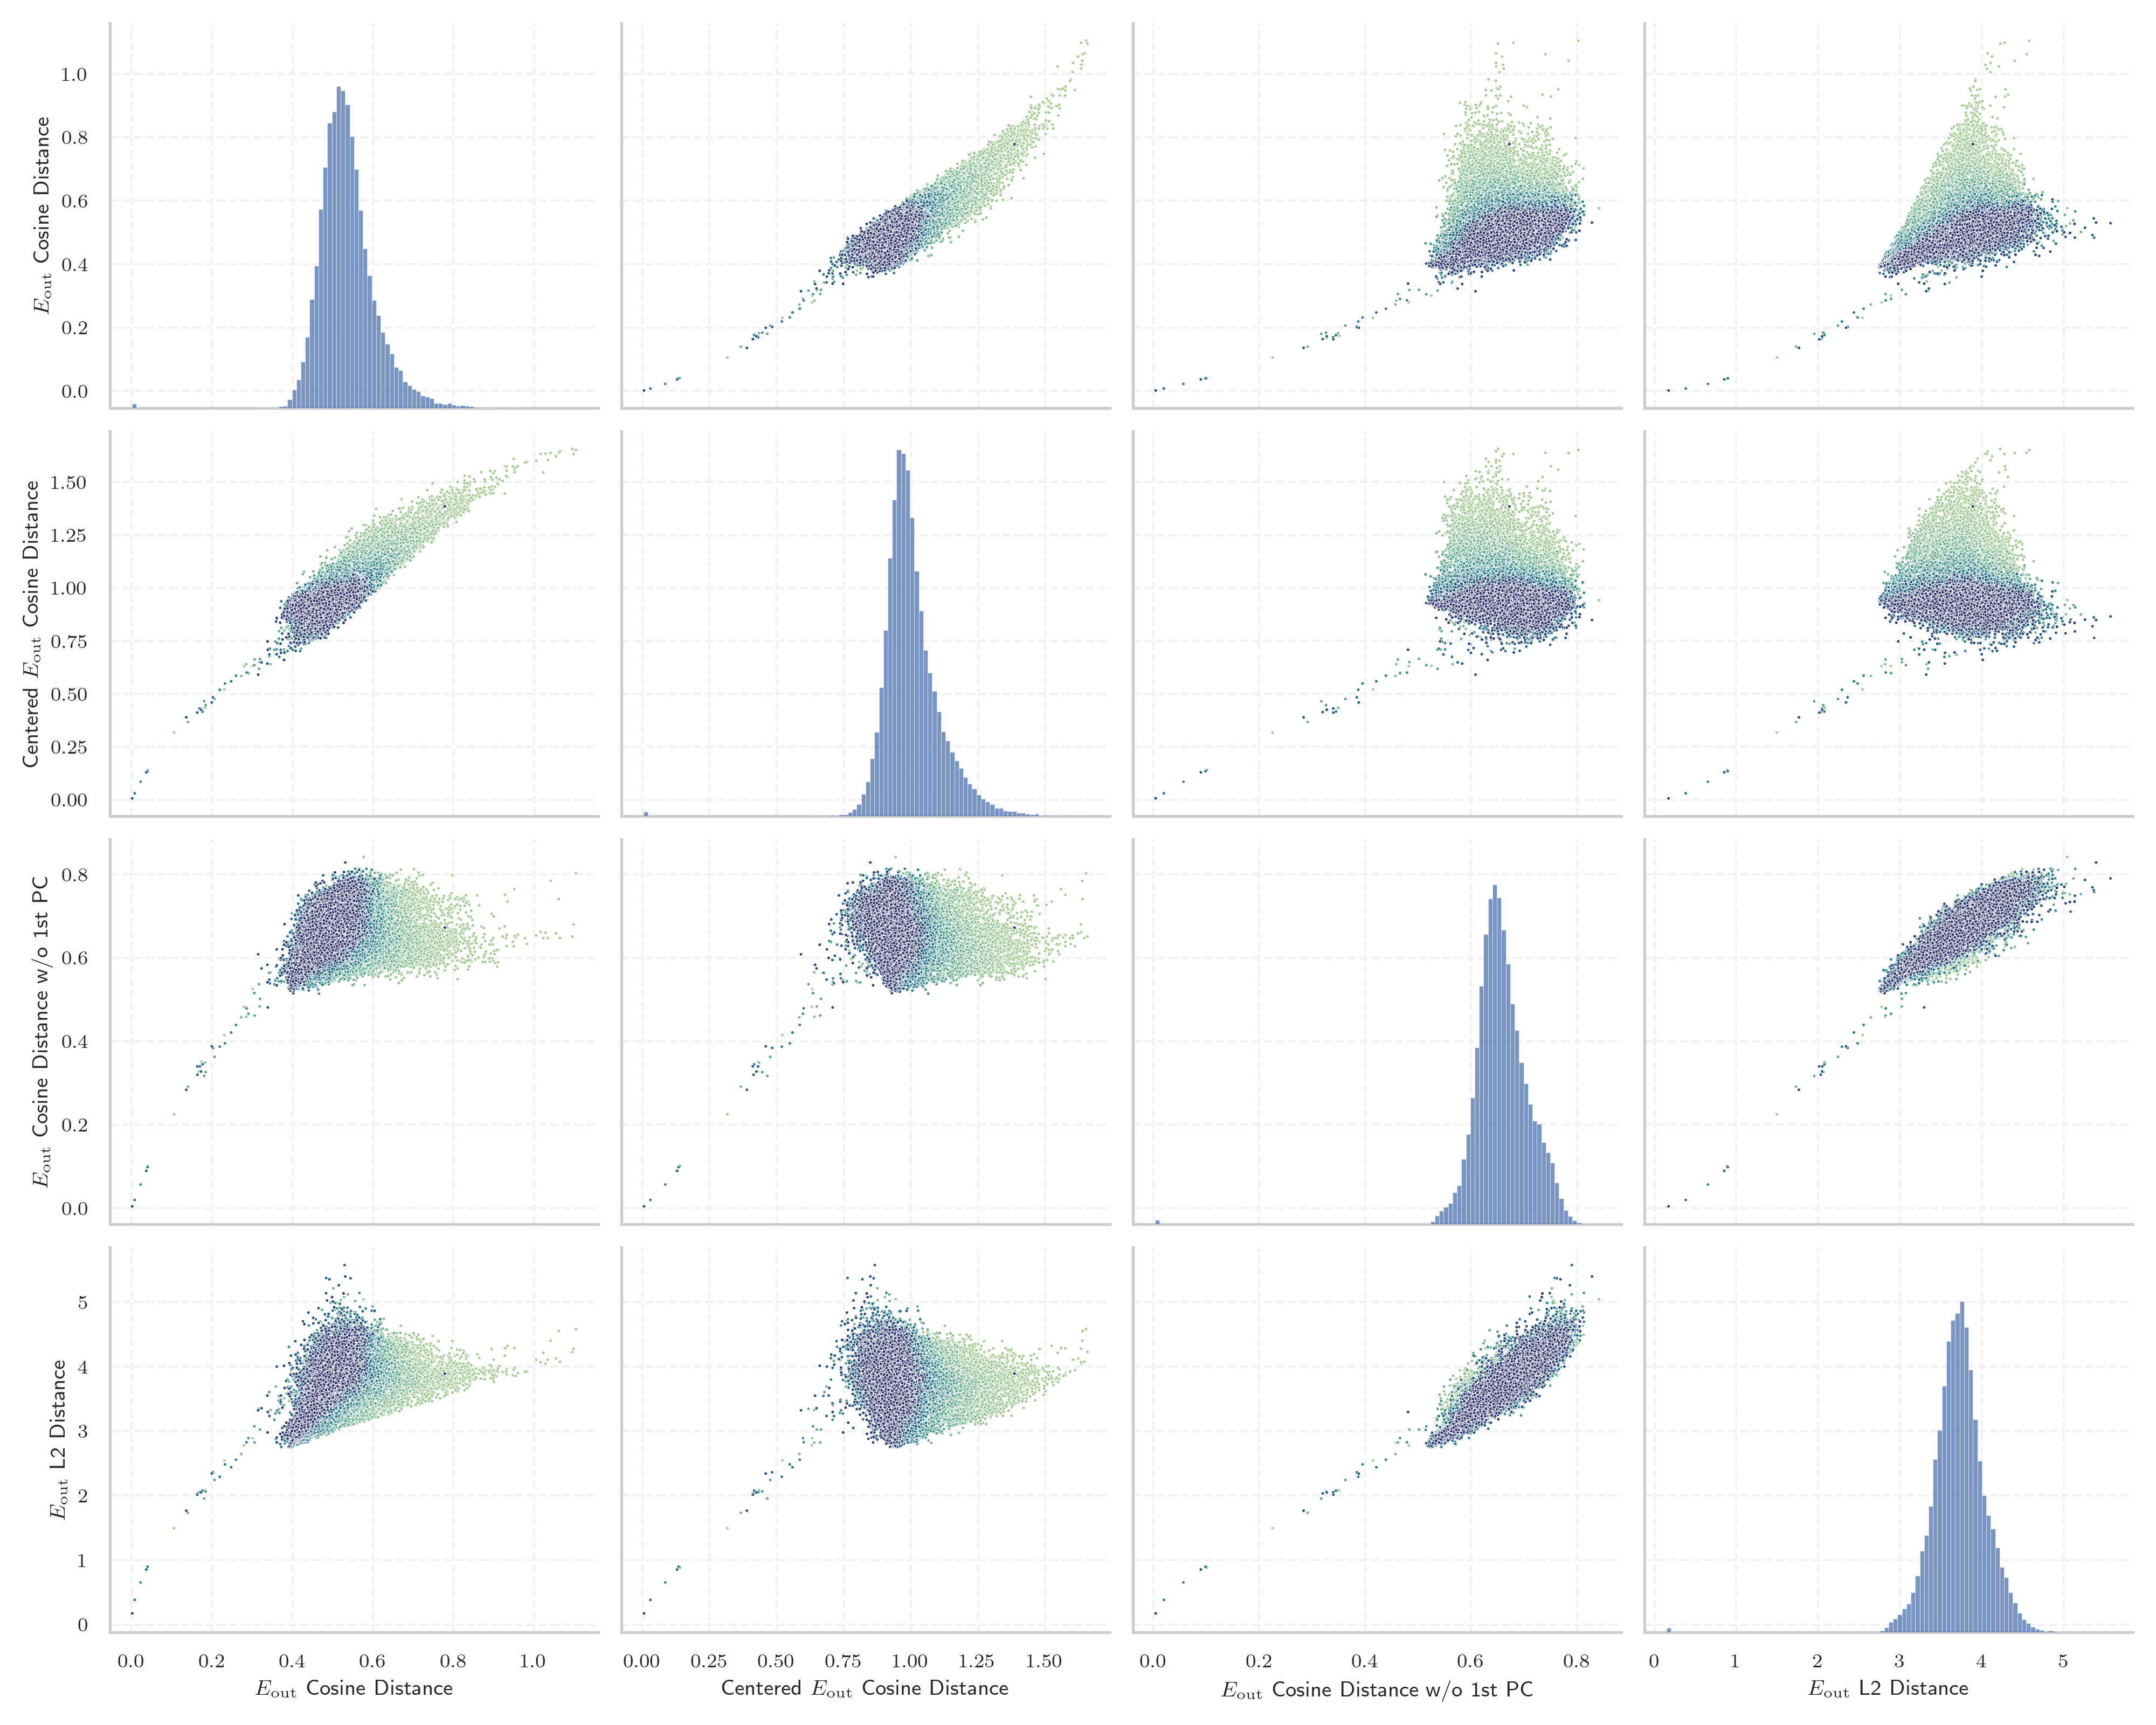 1.0
0.8
0.6
0.4
0.2
0.0
E_out Cosine Distance
1.50
1.25
1.00
0.75
0.50
0.25
0.00
Centered E_out Cosine Distance
0.8
0.6
0.4
0.2
0.0
E_out Cosine Distance w/o 1st PC
5
4
3
2
1
0
E_out L2 Distance
0.0 0.2 0.4 0.6 0.8 1.0
E_out Cosine Distance
0.00 0.25 0.50 0.75 1.00 1.25 1.50
Centered E_out Cosine Distance
0.0 0.2 0.4 0.6 0.8
E_out Cosine Distance w/o 1st PC
0 1 2 3 4 5
E_out L2 Distance